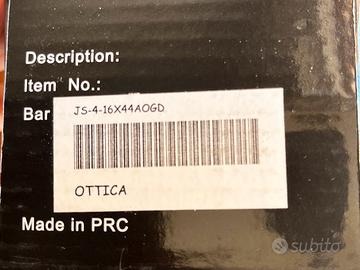 Description:
Item No.:
Bar
JS-4-16X44AOGD
OTTICA
Made in PRC
subito